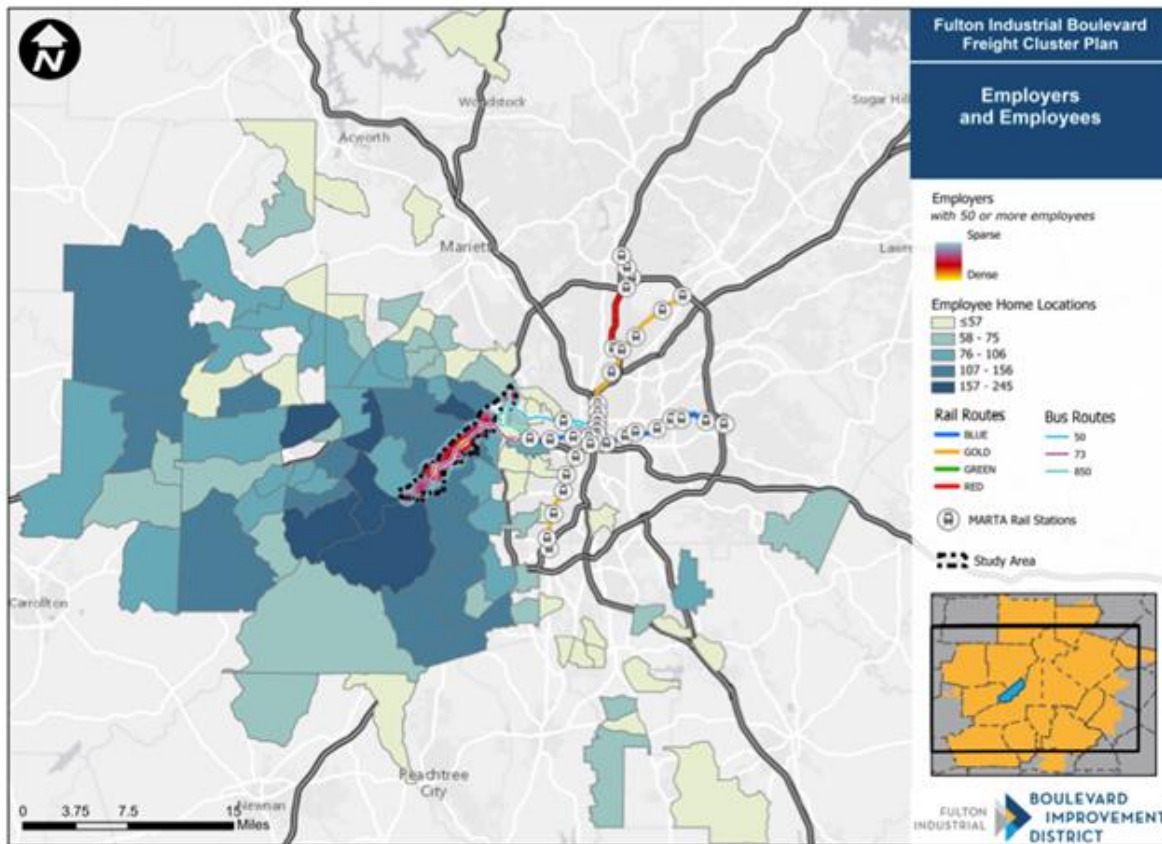 Fulton Industrial Boulevard
Freight Cluster Plan
Employers
and Employees
Employers
with 50 or more employees
Sparse
Dense
Employee Home Locations
≤57
58 - 75
76 - 106
107 - 156
157 - 245
Rail Routes
BLUE
GOLD
GREEN
RED
Bus Routes
50
73
850
MARTA Rail Stations
Study Area
FULTON
INDUSTRIAL
BOULEVARD
IMPROVEMENT
DISTRICT
N
Woodstock
Sugar Hill
Acworth
Mariett
Lawr
Carrollton
Peachtree
City
Newnan
0 3.75 7.5 15
Miles